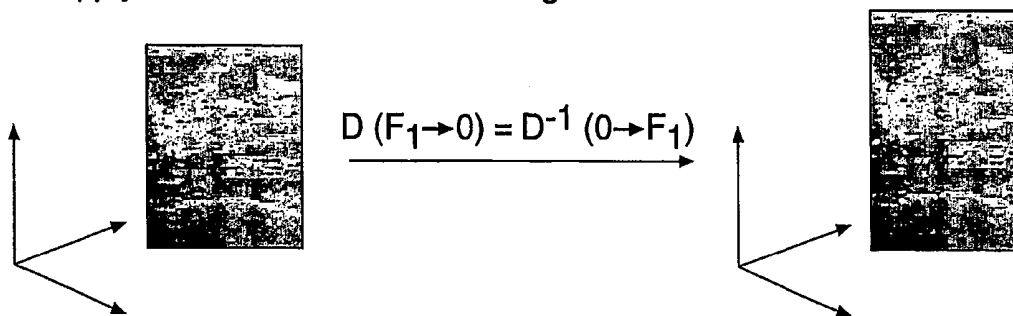 D (F₁→0) = D⁻¹ (0→F₁)